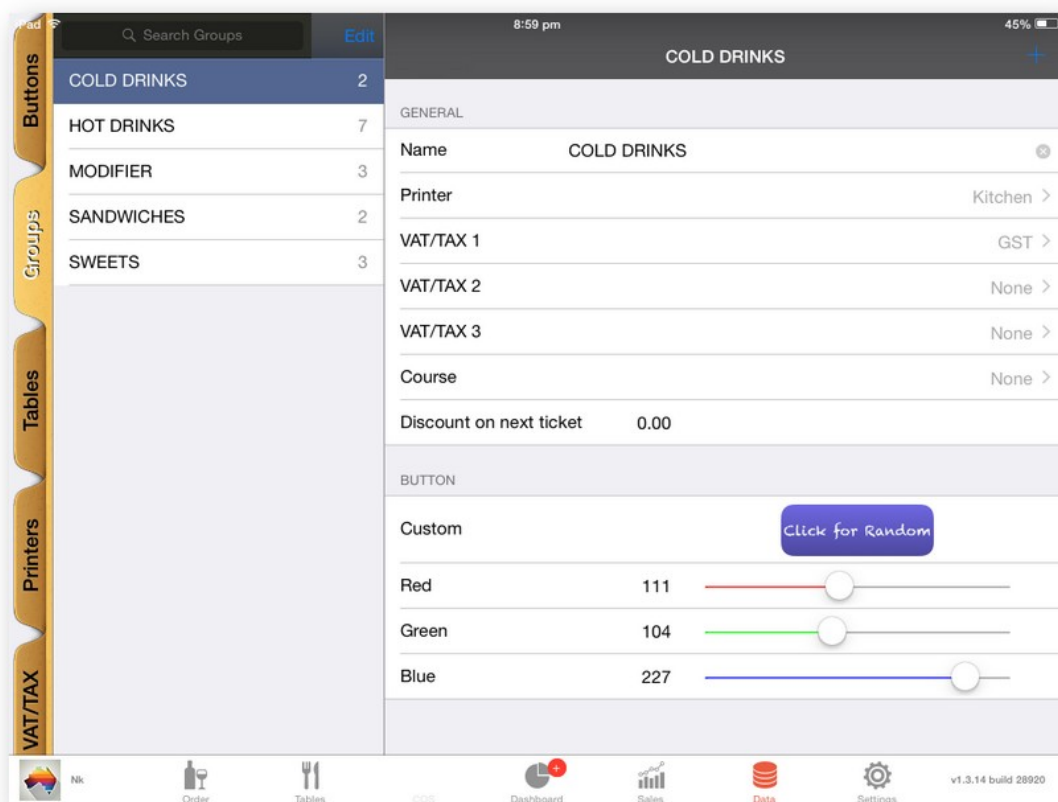 iPad 8:59 pm 45%
Search Groups Edit COLD DRINKS +
Buttons
Groups
Tables
Printers
VAT/TAX
COLD DRINKS 2
HOT DRINKS 7
MODIFIER 3
SANDWICHES 2
SWEETS 3
GENERAL
Name COLD DRINKS
Printer Kitchen
VAT/TAX 1 GST
VAT/TAX 2 None
VAT/TAX 3 None
Course None
Discount on next ticket 0.00
BUTTON
Custom Click for Random
Red 111
Green 104
Blue 227
Nk Order Tables COS Dashboard Sales Data Settings v1.3.14 build 28920